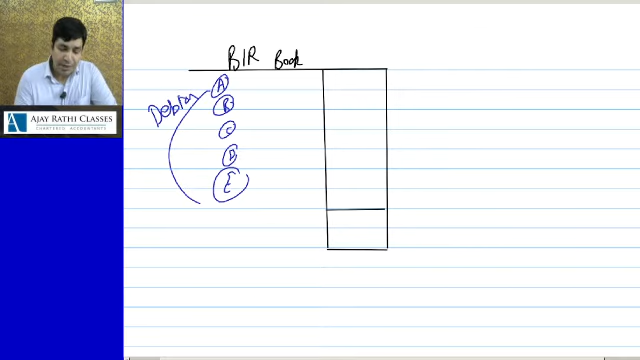 B/R Book
Debtors
A
B
C
D
E
A
AJAY RATHI CLASSES
CHARTERED ACCOUNTANTS